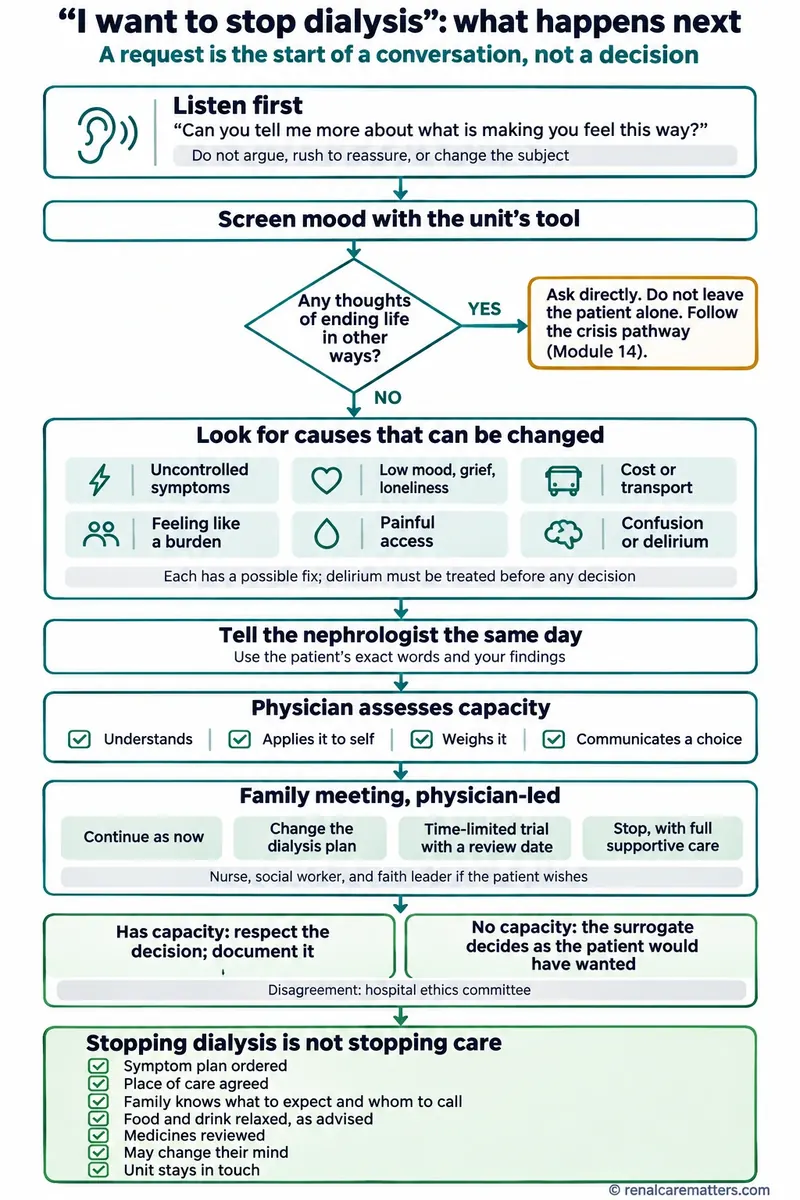 “I want to stop dialysis”: what happens next
A request is the start of a conversation, not a decision
Listen first
“Can you tell me more about what is making you feel this way?”
Do not argue, rush to reassure, or change the subject
Screen mood with the unit’s tool
Any thoughts
of ending life
in other
ways?
YES
Ask directly. Do not leave
the patient alone. Follow
the crisis pathway
(Module 14).
NO
Look for causes that can be changed
Uncontrolled
symptoms
Low mood, grief,
loneliness
Cost or
transport
Feeling like
a burden
Painful
access
Confusion
or delirium
Each has a possible fix; delirium must be treated before any decision
Tell the nephrologist the same day
Use the patient’s exact words and your findings
Physician assesses capacity
Understands
Applies it to self
Weighs it
Communicates a choice
Family meeting, physician-led
Continue as now
Change the
dialysis plan
Time-limited trial
with a review date
Stop, with full
supportive care
Nurse, social worker, and faith leader if the patient wishes
Has capacity: respect the
decision; document it
No capacity: the surrogate
decides as the patient would
have wanted
Disagreement: hospital ethics committee
Stopping dialysis is not stopping care
Symptom plan ordered
Place of care agreed
Family knows what to expect and whom to call
Food and drink relaxed, as advised
Medicines reviewed
May change their mind
Unit stays in touch
© renalcarematters.com